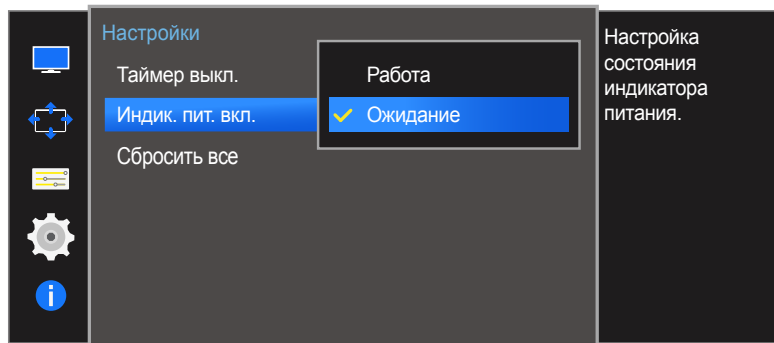 Настройки
Таймер выкл.
Индик. пит. вкл.
Сбросить все
Работа
Ожидание
Настройка
состояния
индикатора
питания.